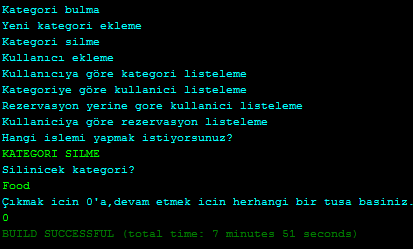 Kategori bulma
Yeni kategori ekleme
Kategori silme
Kullanıcı ekleme
Kullanıcıya göre kategori listeleme
Kategoriye göre kullanici listeleme
Rezervasyon yerine gore kullanici listeleme
Kullaniciya göre rezervasyon listeleme
Hangi islemi yapmak istiyorsunuz?
KATEGORI SILME
Silinicek kategori?
Food
Çıkmak icin 0'a,devam etmek icin herhangi bir tusa basiniz.
0
BUILD SUCCESSFUL (total time: 7 minutes 51 seconds)